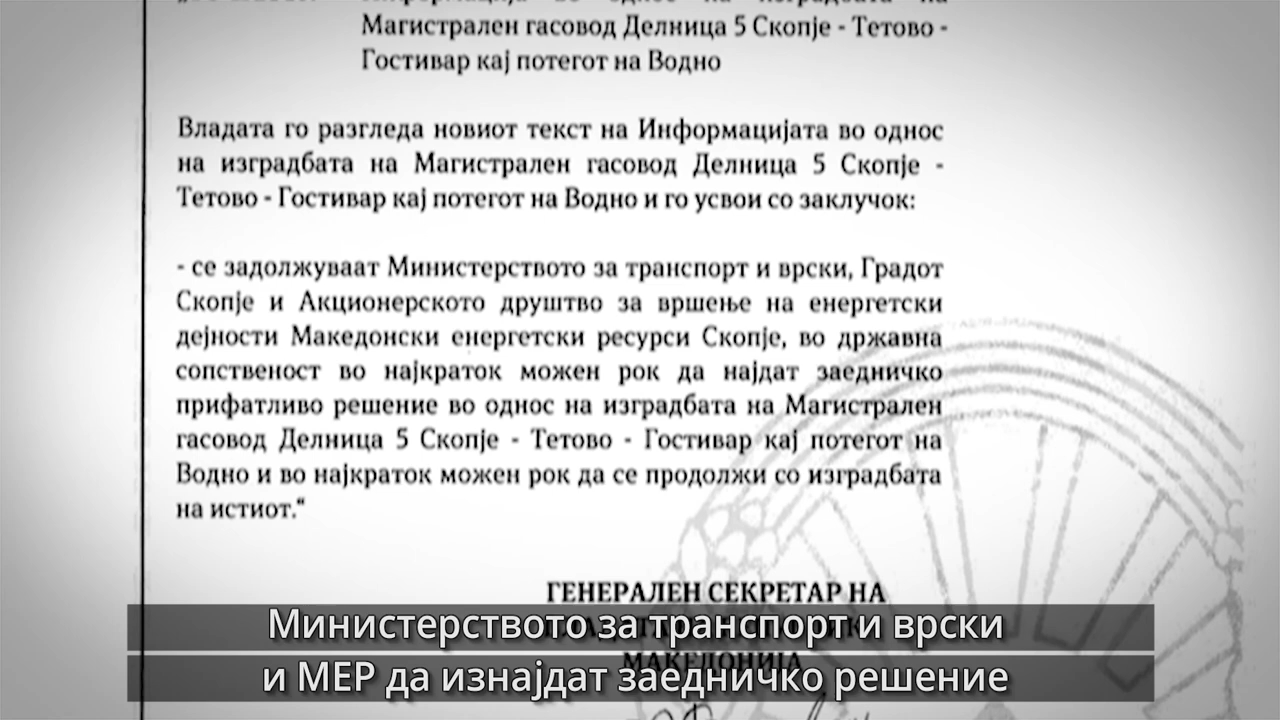 Магистрален гасовод Делница 5 Скопје - Тетово -
Гостивар кај потегот на Водно
Владата го разгледа новиот текст на Информацијата во однос
на изградбата на Магистрален гасовод Делница 5 Скопје -
Тетово - Гостивар кај потегот на Водно и го усвои со заклучок:
- се задолжуваат Министерството за транспорт и врски, Градот
Скопје и Акционерското друштво за вршење на енергетски
дејности Македонски енергетски ресурси Скопје, во државна
сопственост во најкраток можен рок да најдат заедничко
прифатливо решение во однос на изградбата на Магистрален
гасовод Делница 5 Скопје - Тетово - Гостивар кај потегот на
Водно и во најкраток можен рок да се продолжи со изградбата
на истиот.“
ГЕНЕРАЛЕН СЕКРЕТАР НА
МАКЕДОНИЈА
Министерството за транспорт и врски
и МЕР да изнајдат заедничко решение